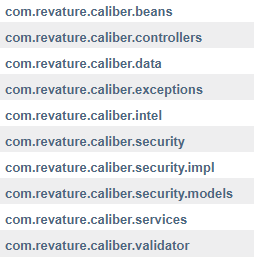 com.revature.caliber.beans
com.revature.caliber.controllers
com.revature.caliber.data
com.revature.caliber.exceptions
com.revature.caliber.intel
com.revature.caliber.security
com.revature.caliber.security.impl
com.revature.caliber.security.models
com.revature.caliber.services
com.revature.caliber.validator